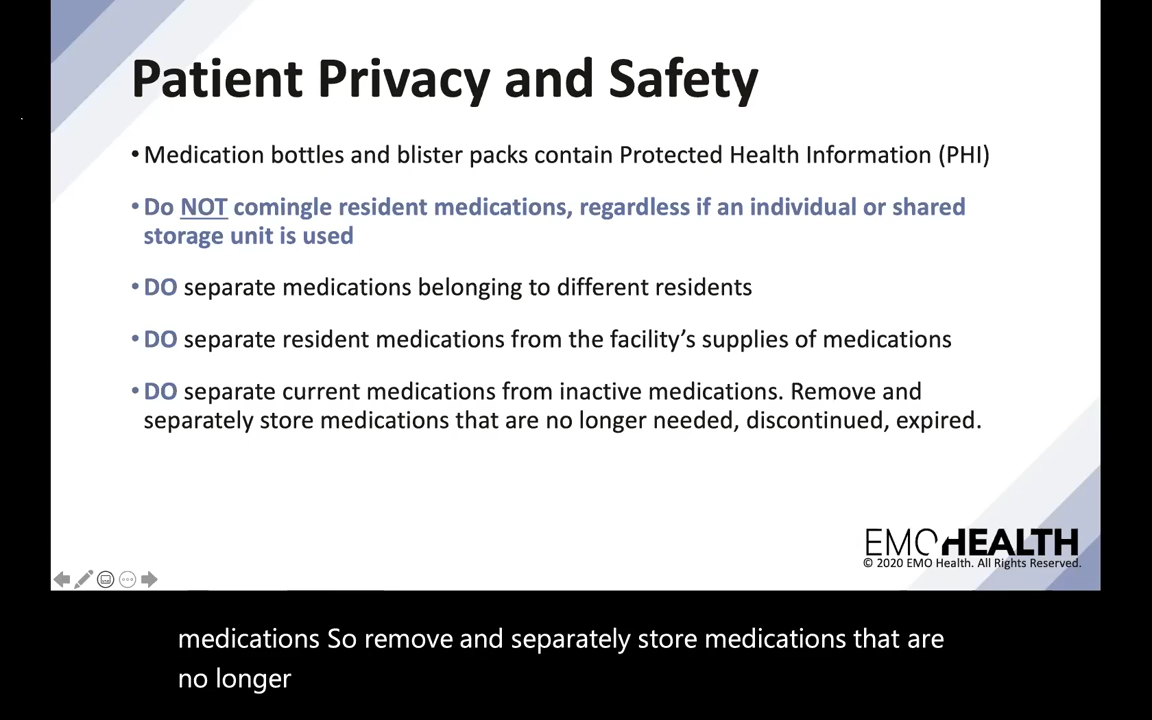 Patient Privacy and Safety
• Medication bottles and blister packs contain Protected Health Information (PHI)
• Do NOT comingle resident medications, regardless if an individual or shared
storage unit is used
• DO separate medications belonging to different residents
• DO separate resident medications from the facility’s supplies of medications
• DO separate current medications from inactive medications. Remove and
separately store medications that are no longer needed, discontinued, expired.
EMO HEALTH
© 2020 EMO Health. All Rights Reserved.
medications So remove and separately store medications that are
no longer